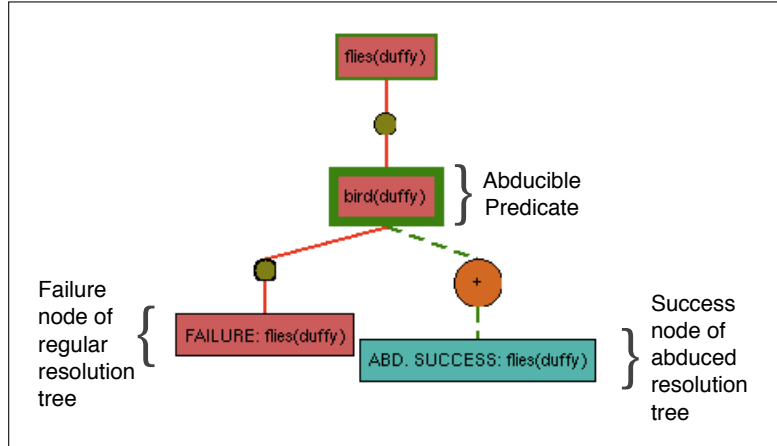 flies(duffy)
bird(duffy)
Abducible
Predicate
+
Failure
node of
regular
resolution
tree
FAILURE: flies(duffy)
ABD. SUCCESS: flies(duffy)
Success
node of
abduced
resolution
tree